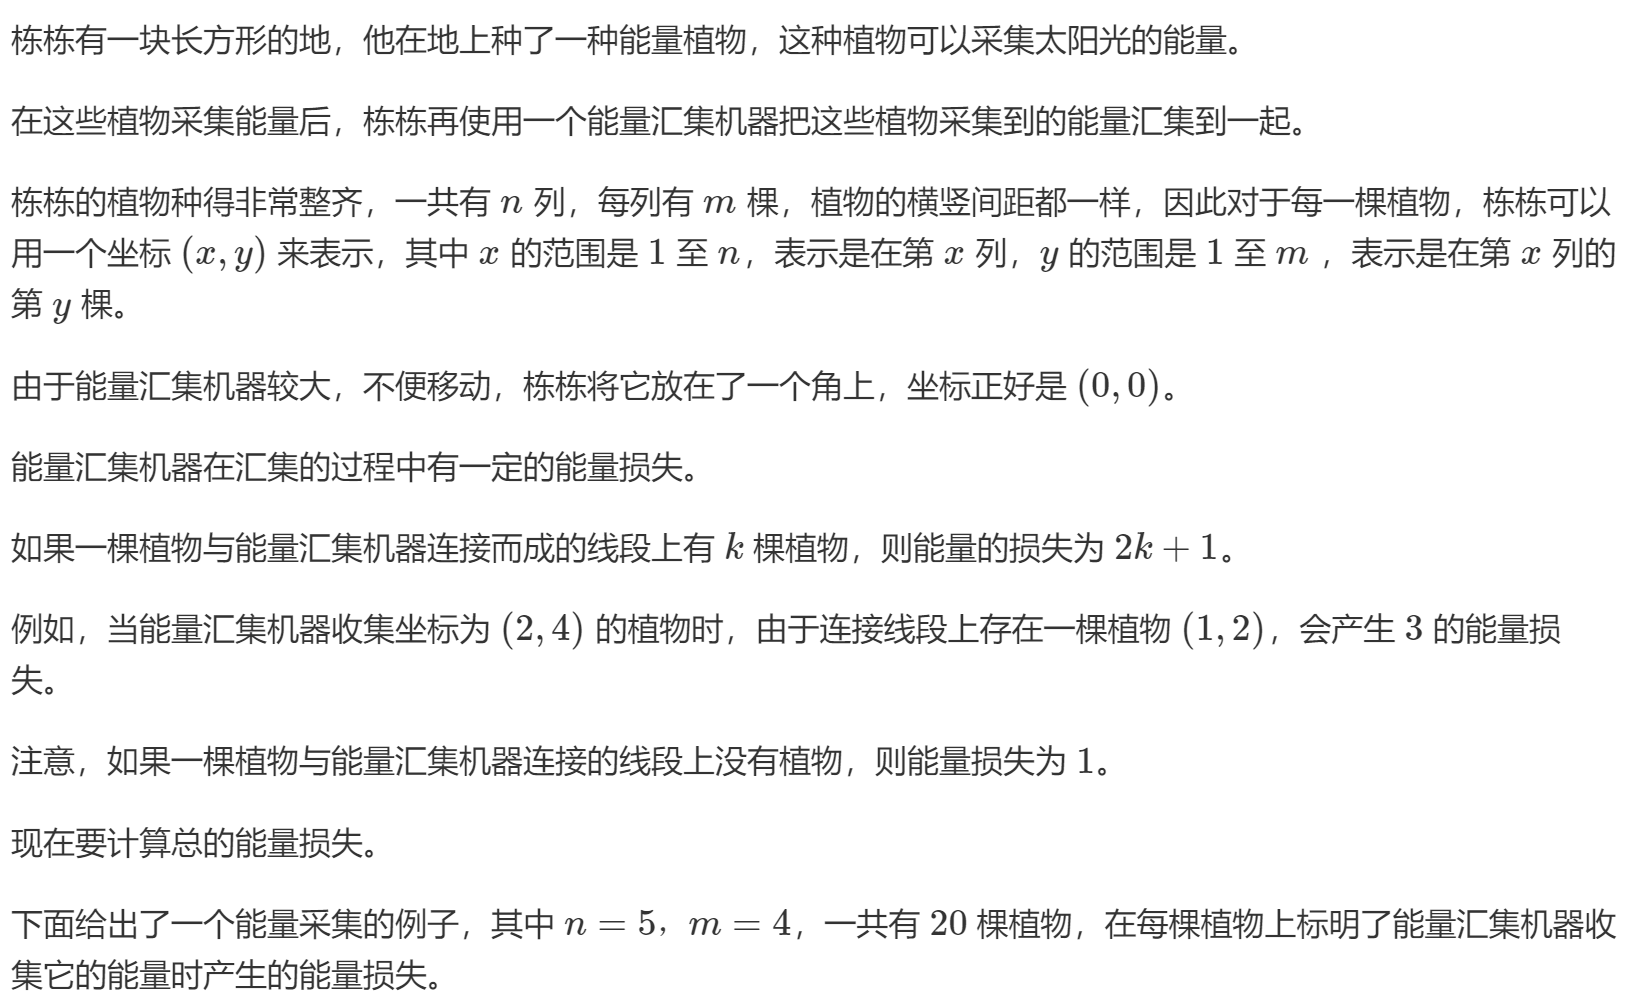 栋栋有一块长方形的地，他在地上种了一种能量植物，这种植物可以采集太阳光的能量。
在这些植物采集能量后，栋栋再使用一个能量汇集机器把这些植物采集到的能量汇集到一起。
栋栋的植物种得非常整齐，一共有 n 列，每列有 m 棵，植物的横竖间距都一样，因此对于每一棵植物，栋栋可以
用一个坐标 (x, y) 来表示，其中 x 的范围是 1 至 n，表示是在第 x 列，y 的范围是 1 至 m ，表示是在第 x 列的
第 y 棵。
由于能量汇集机器较大，不便移动，栋栋将它放在了一个角上，坐标正好是 (0, 0)。
能量汇集机器在汇集的过程中有一定的能量损失。
如果一棵植物与能量汇集机器连接而成的线段上有 k 棵植物，则能量的损失为 2k + 1。
例如，当能量汇集机器收集坐标为 (2, 4) 的植物时，由于连接线段上存在一棵植物 (1, 2)，会产生 3 的能量损
失。
注意，如果一棵植物与能量汇集机器连接的线段上没有植物，则能量损失为 1。
现在要计算总的能量损失。
下面给出了一个能量采集的例子，其中 n = 5，m = 4，一共有 20 棵植物，在每棵植物上标明了能量汇集机器收
集它的能量时产生的能量损失。